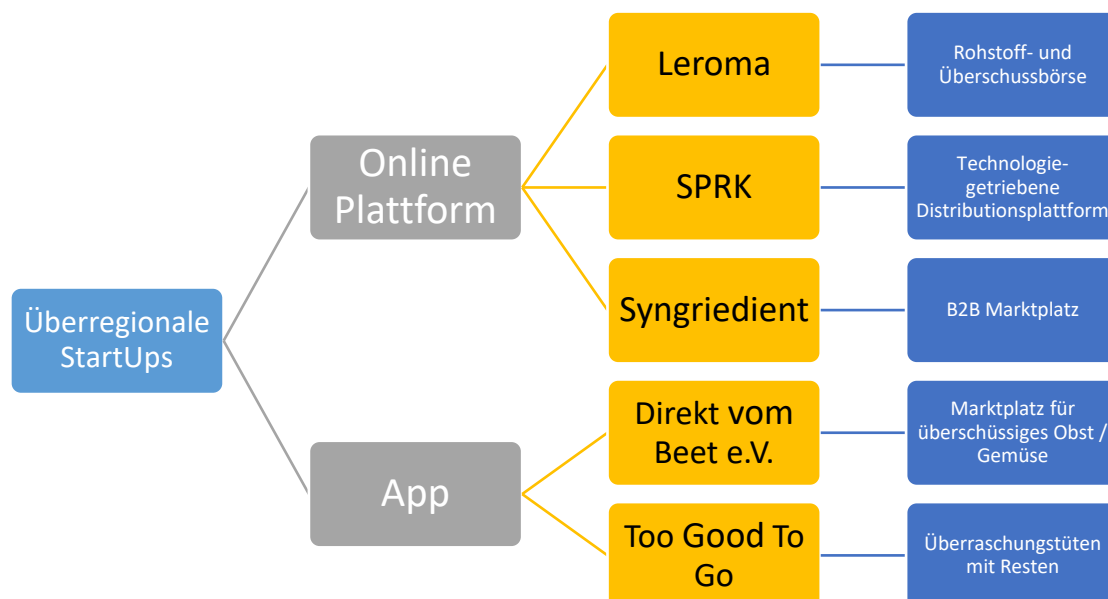 Leroma
Rohstoff- und
Überschussbörse
Online
Plattform
SPRK
Technologie-
getriebene
Distributionsplattform
Syngriedient
B2B Marktplatz
Überregionale
StartUps
App
Direkt vom
Beet e.V.
Marktplatz für
überschüssiges Obst /
Gemüse
Too Good To
Go
Überraschungstüten
mit Resten